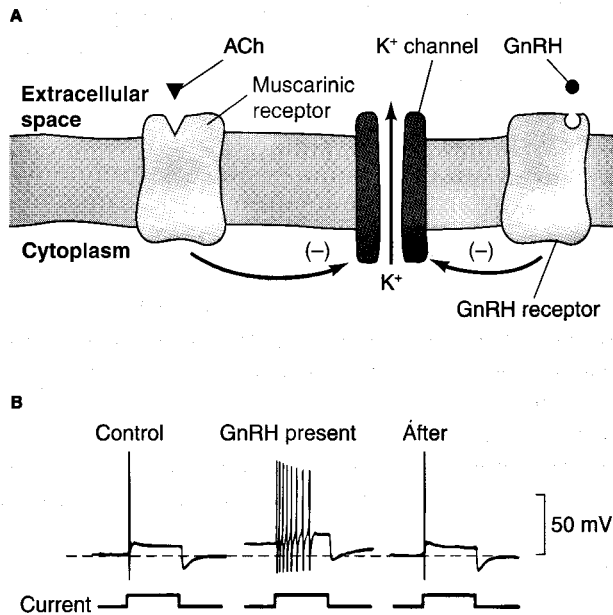 A
ACh
K⁺ channel
GnRH
Extracellular
space
Muscarinic
receptor
Cytoplasm
(–)
(–)
K⁺
GnRH receptor
B
Control
GnRH present
After
50 mV
Current